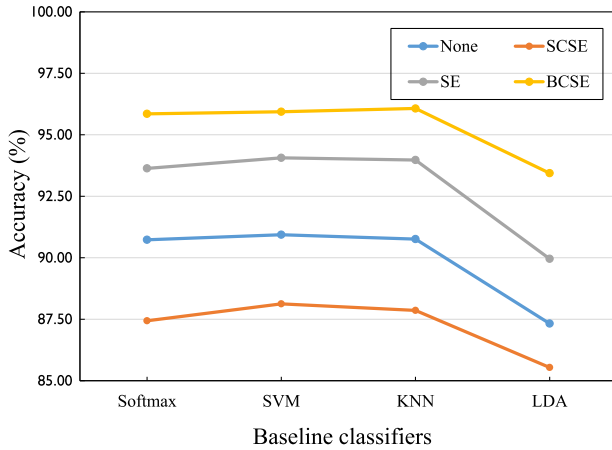 100.00
97.50
95.00
92.50
90.00
87.50
85.00
Accuracy (%)
None SCSE
SE BCSE
Softmax SVM KNN LDA
Baseline classifiers